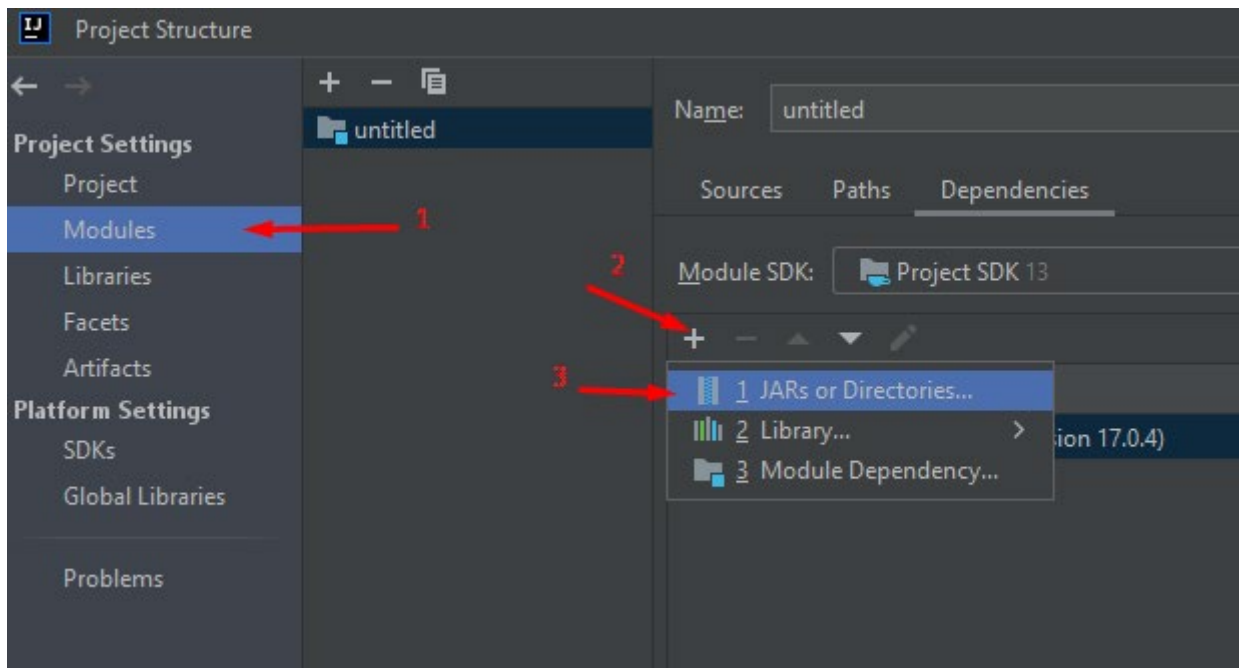 IJ
Project Structure
Project Settings
Project
Modules
Libraries
Facets
Artifacts
Platform Settings
SDKs
Global Libraries
Problems
1
untitled
Name: untitled
Sources Paths Dependencies
2
Module SDK: Project SDK 13
3
1 JARs or Directories...
2 Library...
3 Module Dependency...
sion 17.0.4)